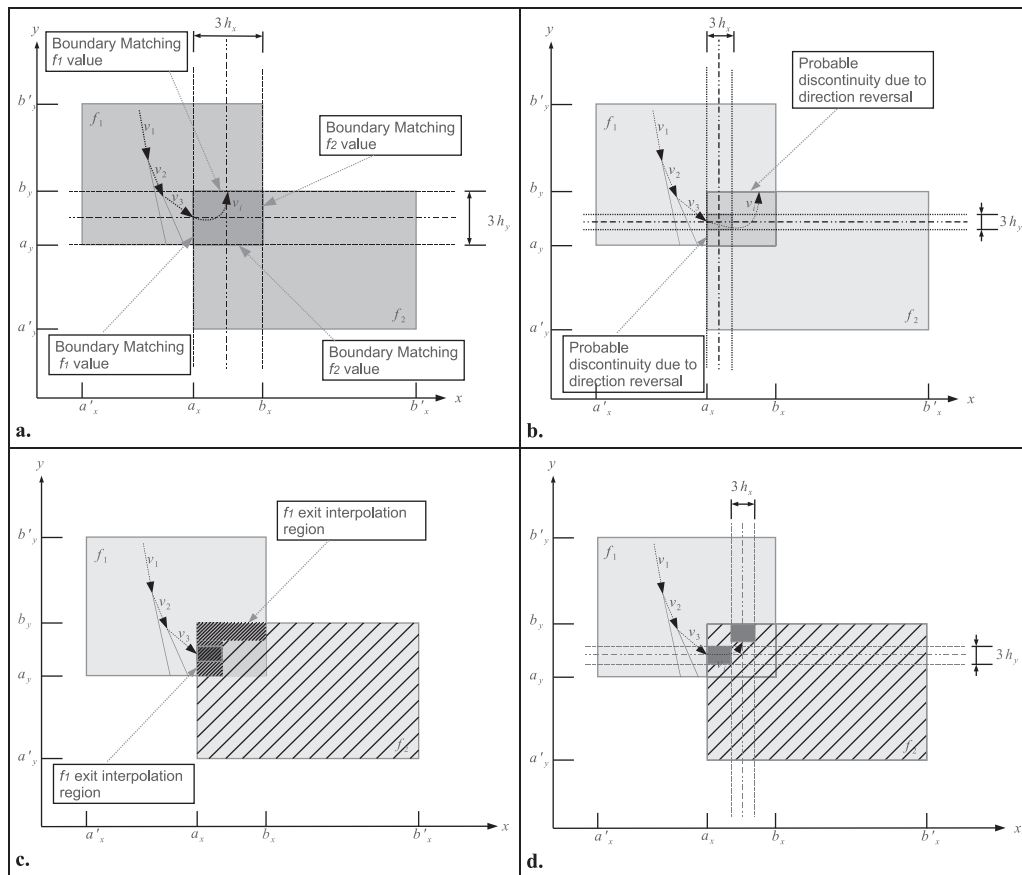 a.
y
3 h_x
Boundary Matching
f1 value
b'_y
f_1
v_1
v_2
v_3
v_i
Boundary Matching
f2 value
b_y
a_y
3 h_y
a'_y
f_2
Boundary Matching
f1 value
Boundary Matching
f2 value
a'_x
a_x
b_x
b'_x
x
b.
y
3 h_x
Probable
discontinuity due to
direction reversal
b'_y
f_1
v_1
v_2
v_3
v_i
b_y
a_y
3 h_y
a'_y
f_2
Probable
discontinuity due to
direction reversal
a'_x
a_x
b_x
b'_x
x
c.
y
f1 exit interpolation
region
b'_y
f_1
v_1
v_2
v_3
b_y
a_y
a'_y
f_2
f1 exit interpolation
region
a'_x
a_x
b_x
b'_x
x
d.
y
3 h_x
b'_y
f_1
v_1
v_2
v_3
b_y
a_y
3 h_y
a'_y
f_2
a'_x
a_x
b_x
b'_x
x